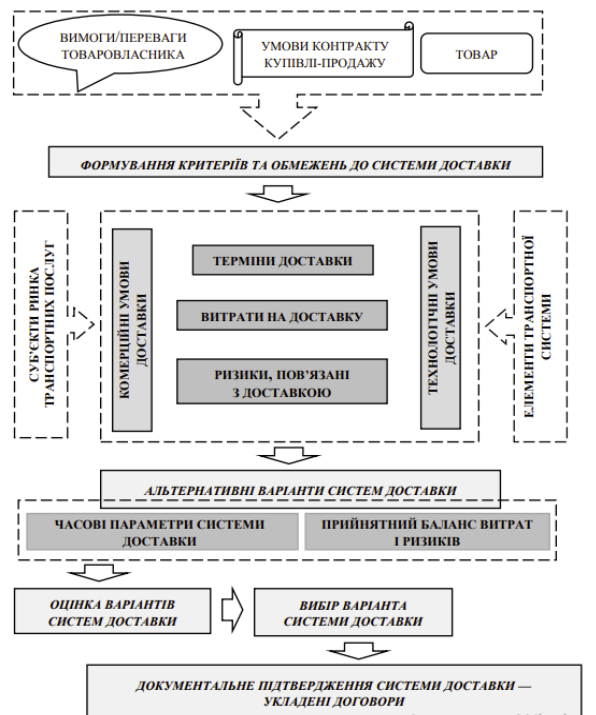 ВИМОГИ/ПЕРЕВАГИ
ТОВАРОВЛАСНИКА
УМОВИ КОНТРАКТУ
КУПІВЛІ-ПРОДАЖУ
ТОВАР
ФОРМУВАННЯ КРИТЕРІЇВ ТА ОБМЕЖЕНЬ ДО СИСТЕМИ ДОСТАВКИ
СУБ'ЄКТИ РИНКА
ТРАНСПОРТНИХ ПОСЛУГ
КОМЕРЦІЙНІ УМОВИ
ДОСТАВКИ
ТЕРМІНИ ДОСТАВКИ
ВИТРАТИ НА ДОСТАВКУ
РИЗИКИ, ПОВ’ЯЗАНІ
З ДОСТАВКОЮ
ТЕХНОЛОГІЧНІ УМОВИ
ДОСТАВКИ
ЕЛЕМЕНТИ ТРАНСПОРТНОЇ
СИСТЕМИ
АЛЬТЕРНАТИВНІ ВАРІАНТИ СИСТЕМ ДОСТАВКИ
ЧАСОВІ ПАРАМЕТРИ СИСТЕМИ
ДОСТАВКИ
ПРИЙНЯТНИЙ БАЛАНС ВИТРАТ
І РИЗИКІВ
ОЦІНКА ВАРІАНТІВ
СИСТЕМ ДОСТАВКИ
ВИБІР ВАРІАНТА
СИСТЕМИ ДОСТАВКИ
ДОКУМЕНТАЛЬНЕ ПІДТВЕРДЖЕННЯ СИСТЕМИ ДОСТАВКИ —
УКЛАДЕНІ ДОГОВОРИ